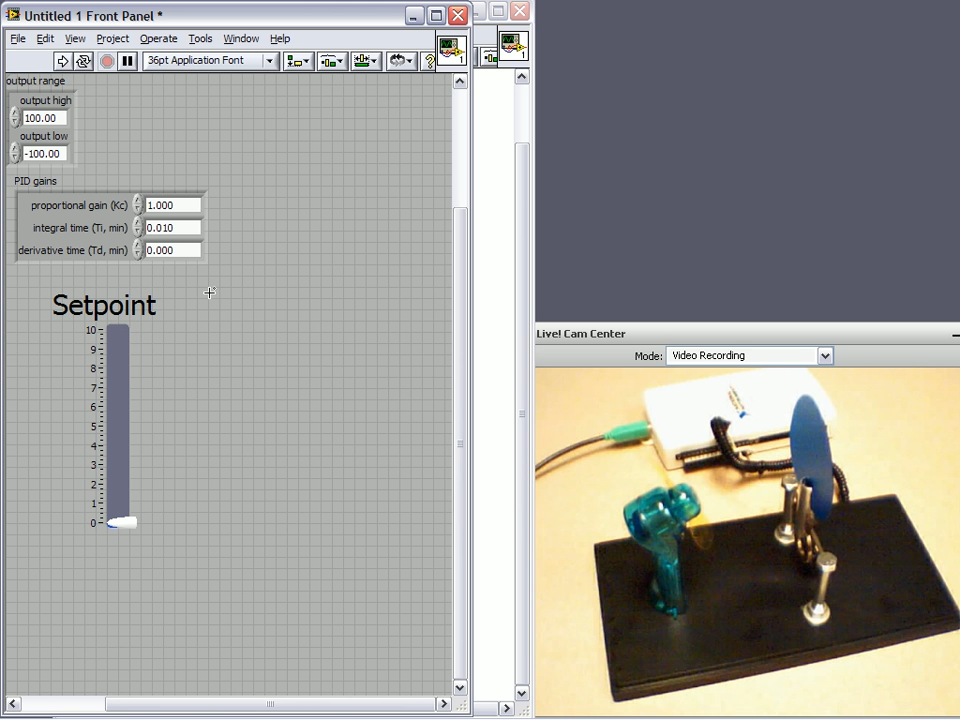 Untitled 1 Front Panel *
File Edit View Project Operate Tools Window Help
36pt Application Font
?
1
1
output range
output high
100.00
output low
-100.00
PID gains
proportional gain (Kc) 1.000
integral time (Ti, min) 0.010
derivative time (Td, min) 0.000
Setpoint
10
9
8
7
6
5
4
3
2
1
0
Live! Cam Center
Mode: Video Recording